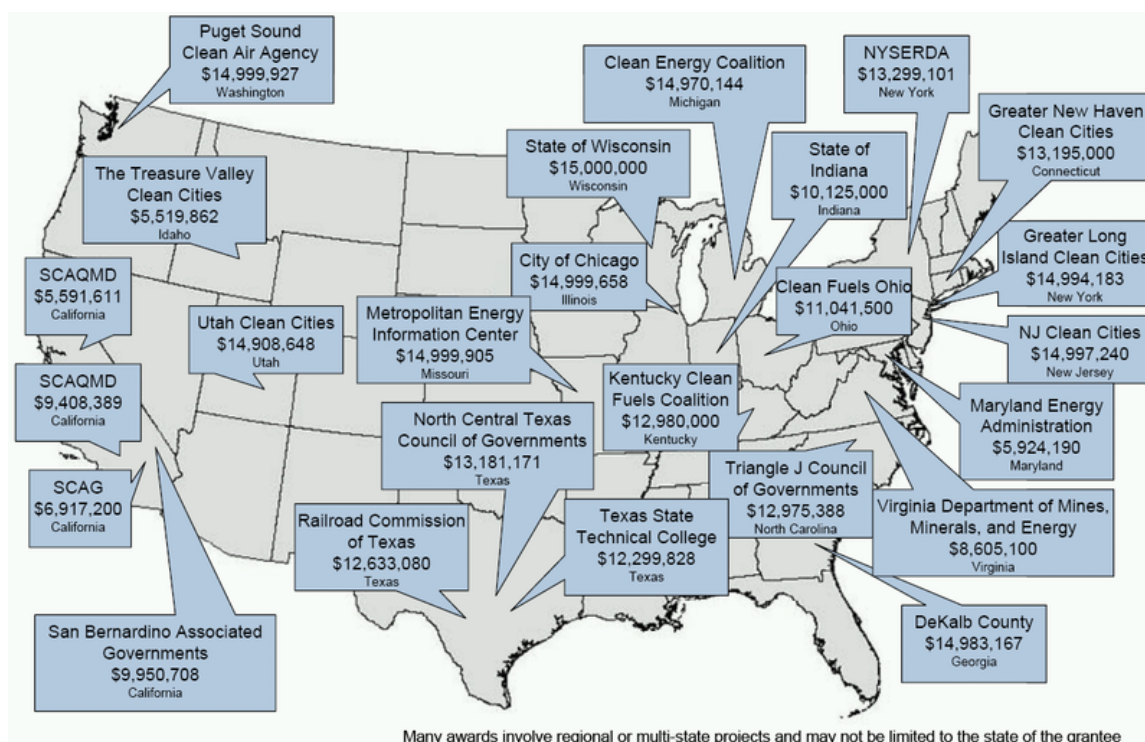 Puget Sound
Clean Air Agency
$14,999,927
Washington
Clean Energy Coalition
$14,970,144
Michigan
NYSERDA
$13,299,101
New York
Greater New Haven
Clean Cities
$13,195,000
Connecticut
State of Wisconsin
$15,000,000
Wisconsin
State of
Indiana
$10,125,000
Indiana
The Treasure Valley
Clean Cities
$5,519,862
Idaho
Greater Long
Island Clean Cities
$14,994,183
New York
City of Chicago
$14,999,658
Illinois
Clean Fuels Ohio
$11,041,500
Ohio
SCAQMD
$5,591,611
California
Utah Clean Cities
$14,908,648
Utah
Metropolitan Energy
Information Center
$14,999,905
Missouri
NJ Clean Cities
$14,997,240
New Jersey
SCAQMD
$9,408,389
California
Kentucky Clean
Fuels Coalition
$12,980,000
Kentucky
Maryland Energy
Administration
$5,924,190
Maryland
North Central Texas
Council of Governments
$13,181,171
Texas
SCAG
$6,917,200
California
Triangle J Council
of Governments
$12,975,388
North Carolina
Virginia Department of Mines,
Minerals, and Energy
$8,605,100
Virginia
Railroad Commission
of Texas
$12,633,080
Texas
Texas State
Technical College
$12,299,828
Texas
San Bernardino Associated
Governments
$9,950,708
California
DeKalb County
$14,983,167
Georgia
Many awards involve regional or multi-state projects and may not be limited to the state of the grantee